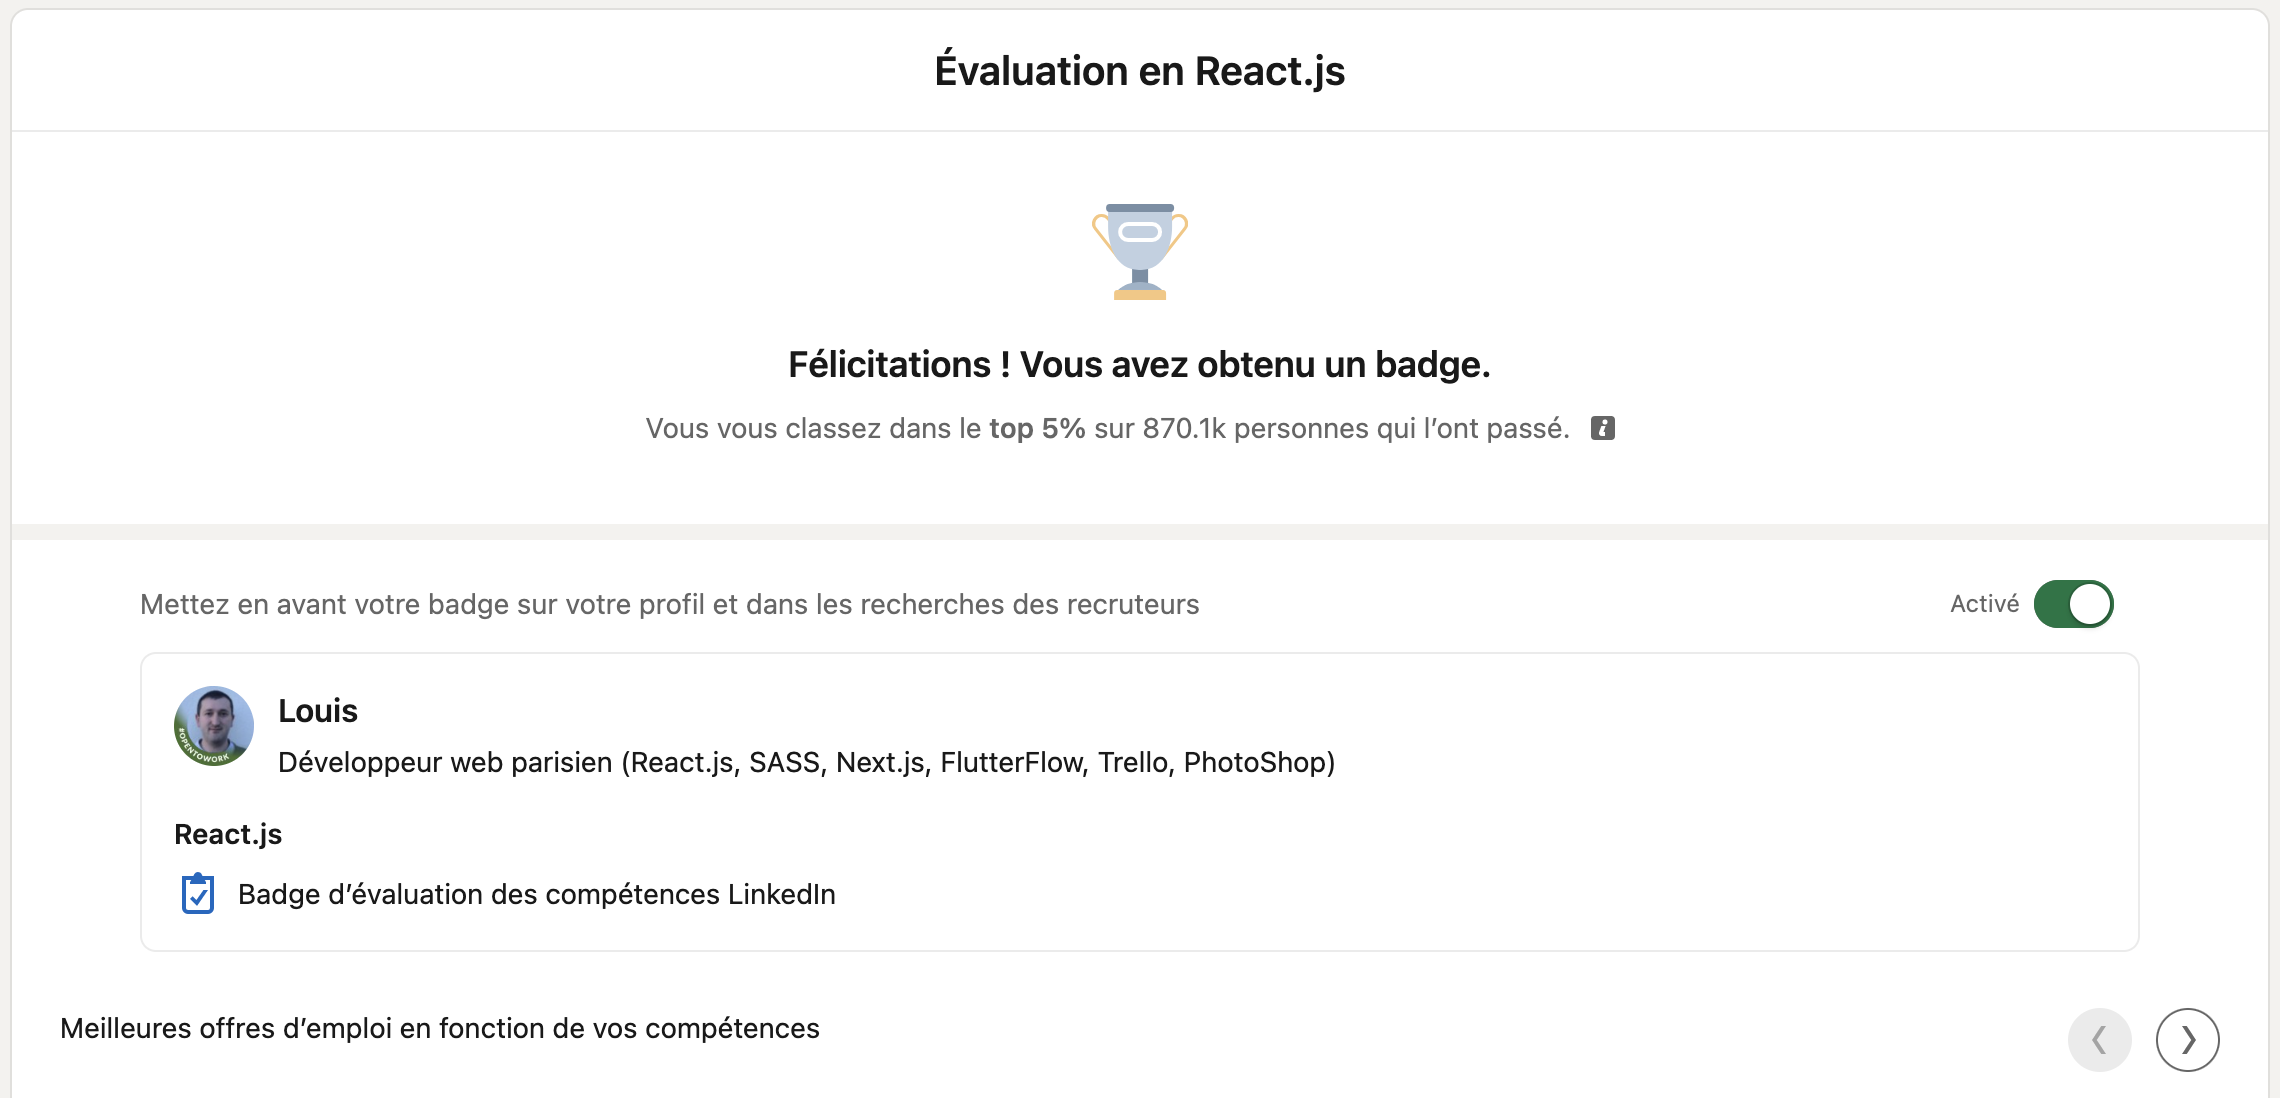 Évaluation en React.js
Félicitations ! Vous avez obtenu un badge.
Vous vous classez dans le top 5% sur 870.1k personnes qui l’ont passé.
Mettez en avant votre badge sur votre profil et dans les recherches des recruteurs
Activé
Louis
#OPENTOWORK
Développeur web parisien (React.js, SASS, Next.js, FlutterFlow, Trello, PhotoShop)
React.js
Badge d’évaluation des compétences LinkedIn
Meilleures offres d’emploi en fonction de vos compétences